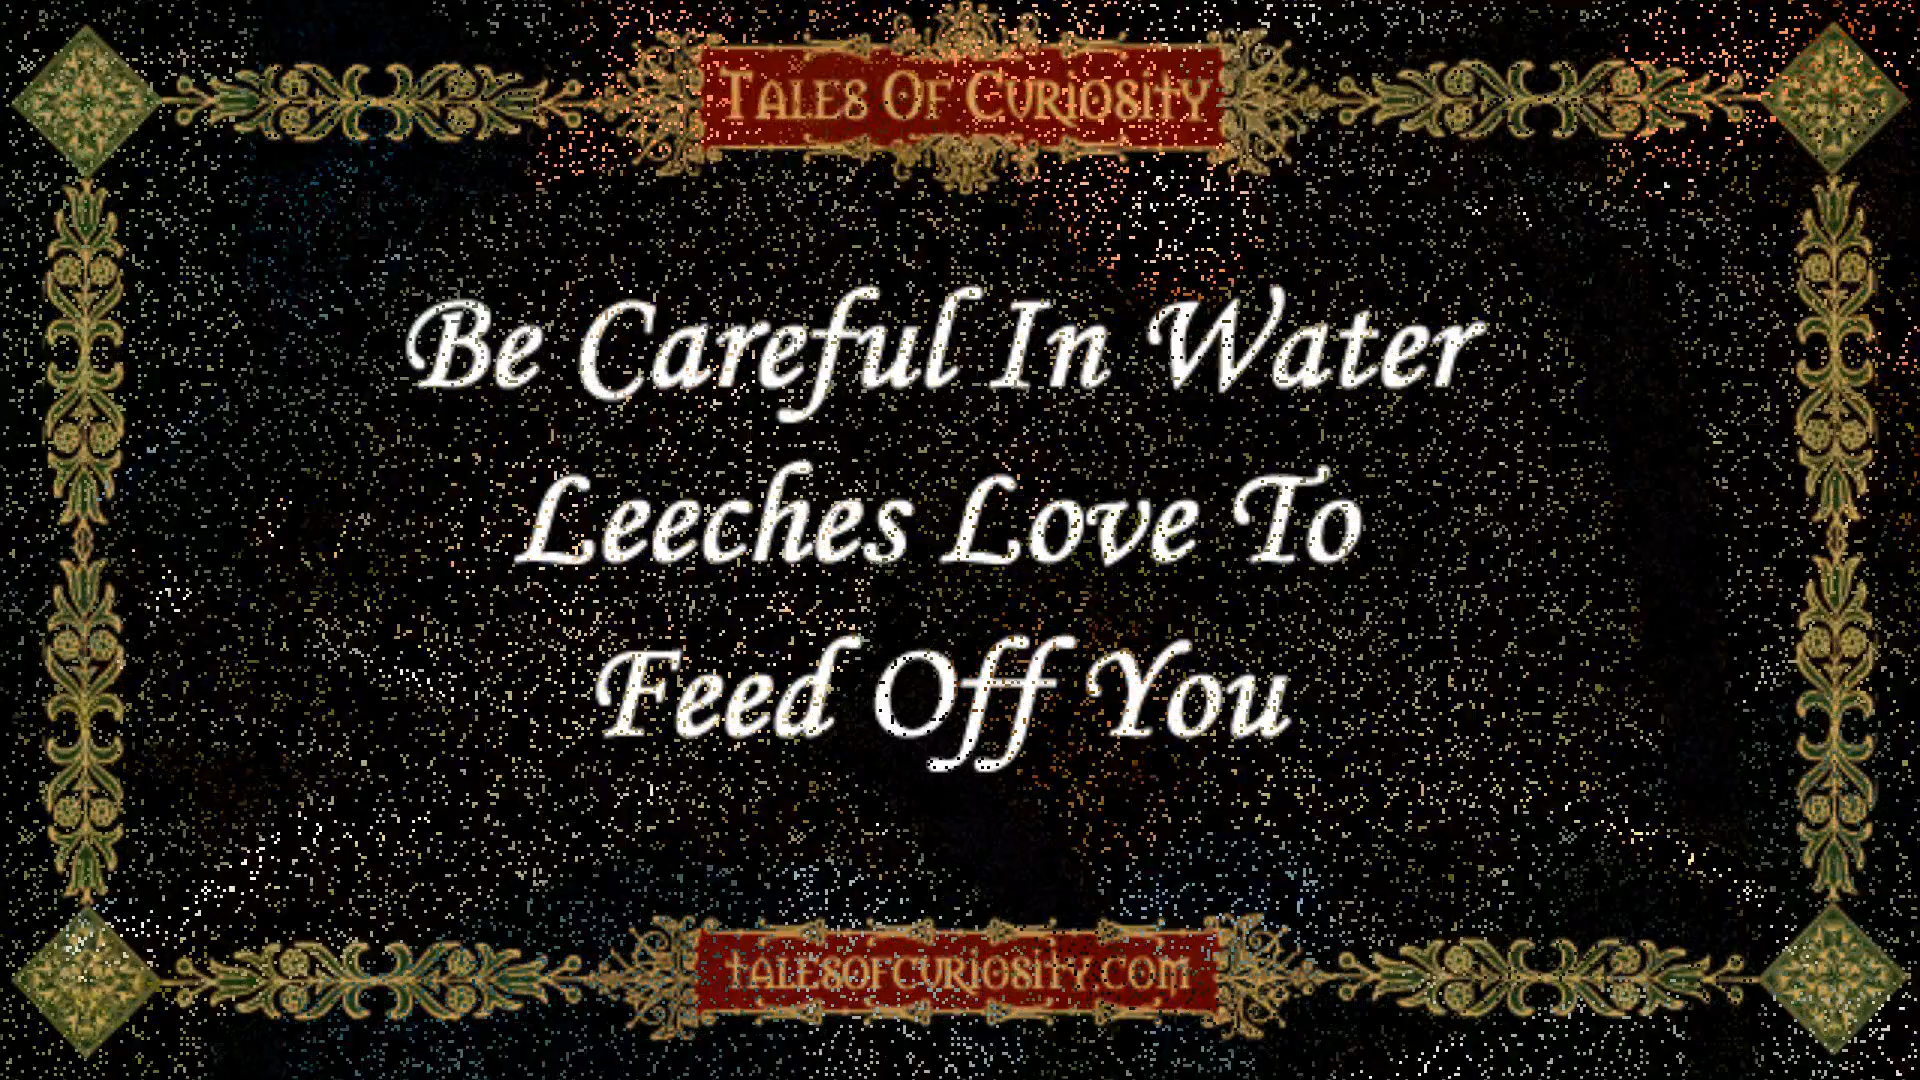 Tales Of Curiosity
Be Careful In Water
Leeches Love To
Feed Off You
talesofcuriosity.com